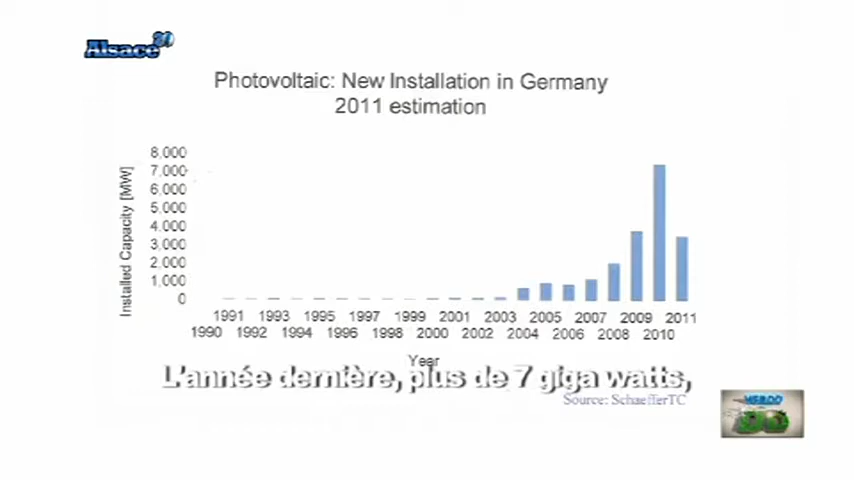 Alsace 20
Photovoltaic: New Installation in Germany
2011 estimation
Installed Capacity [MW]
8,000
7,000
6,000
5,000
4,000
3,000
2,000
1,000
0
1991 1993 1995 1997 1999 2001 2003 2005 2007 2009 2011
1990 1992 1994 1996 1998 2000 2002 2004 2006 2008 2010
Year
L'année dernière, plus de 7 giga watts,
Source: SchaefferTC